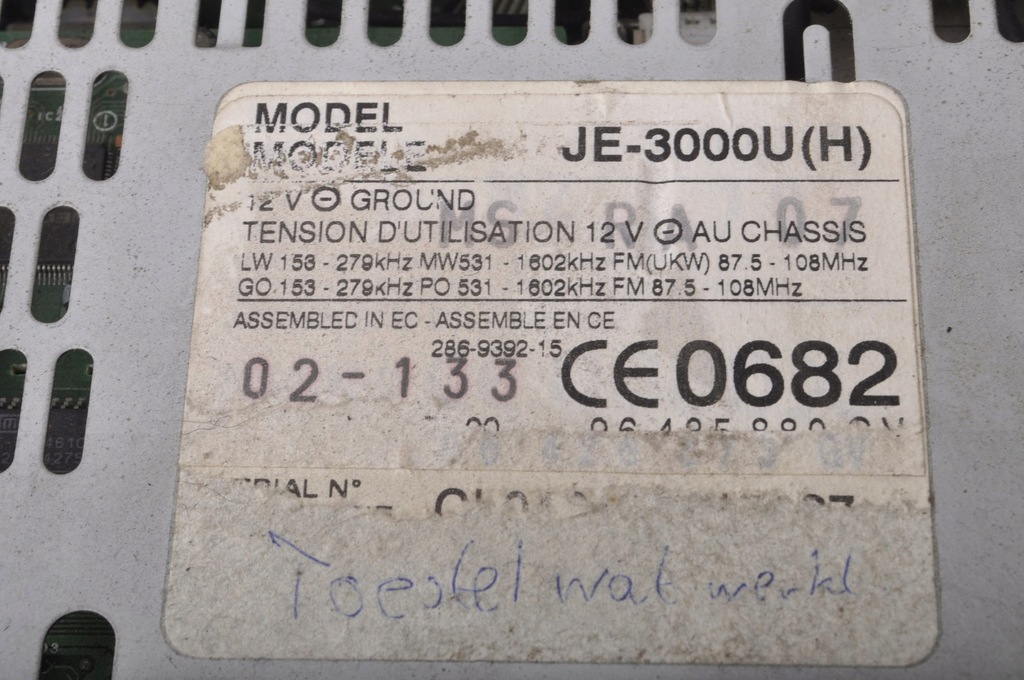 MODEL
MODELE JE-3000U(H)
12 V ⊖ GROUND
TENSION D'UTILISATION 12 V ⊖ AU CHASSIS
LW 153 - 279kHz MW531 - 1602kHz FM(UKW) 87.5 - 108MHz
GO 153 - 279kHz PO 531 - 1602kHz FM 87.5 - 108MHz
ASSEMBLED IN EC - ASSEMBLE EN CE
286-9392-15
02-133 CE0682
N°
Toestel wat werkt